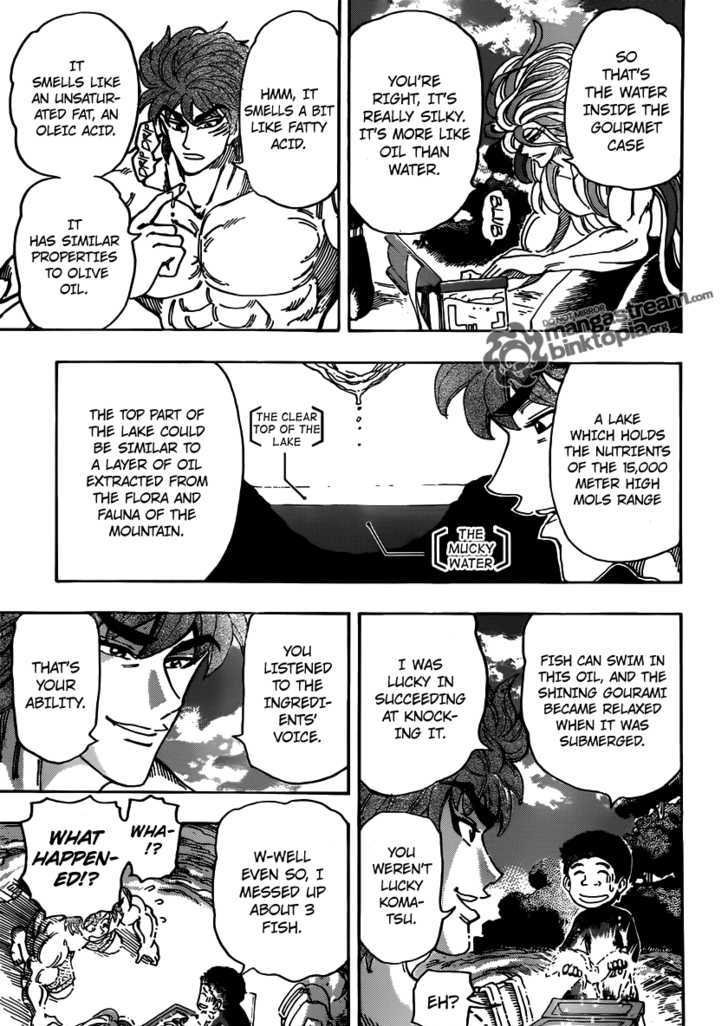 SO
THAT'S
THE WATER
INSIDE THE
GOURMET
CASE
YOU'RE
RIGHT, IT'S
REALLY SILKY.
IT'S MORE LIKE
OIL THAN
WATER.
BLUB
HMM, IT
SMELLS A BIT
LIKE FATTY
ACID.
IT
SMELLS LIKE
AN UNSATUR-
ATED FAT, AN
OLEIC ACID.
IT
HAS SIMILAR
PROPERTIES
TO OLIVE
OIL.
DO NOT MIRROR
mangastream.com
binktopia.org
A LAKE
WHICH HOLDS
THE NUTRIENTS
OF THE 15,000
METER HIGH
MOLS RANGE
THE CLEAR
TOP OF THE
LAKE
THE
MUCKY
WATER
THE TOP PART OF
THE LAKE COULD
BE SIMILAR TO
A LAYER OF OIL
EXTRACTED FROM
THE FLORA AND
FAUNA OF THE
MOUNTAIN.
FISH CAN SWIM IN
THIS OIL, AND THE
SHINING GOURAMI
BECAME RELAXED
WHEN IT WAS
SUBMERGED.
I WAS
LUCKY IN
SUCCEEDING
AT KNOCK-
ING IT.
YOU
WEREN'T
LUCKY
KOMA-
TSU.
EH?
YOU
LISTENED
TO THE
INGREDI-
ENTS'
VOICE.
THAT'S
YOUR
ABILITY.
W-WELL
EVEN SO, I
MESSED UP
ABOUT 3
FISH.
WHA-
!?
WHAT
HAPPEN-
ED!?